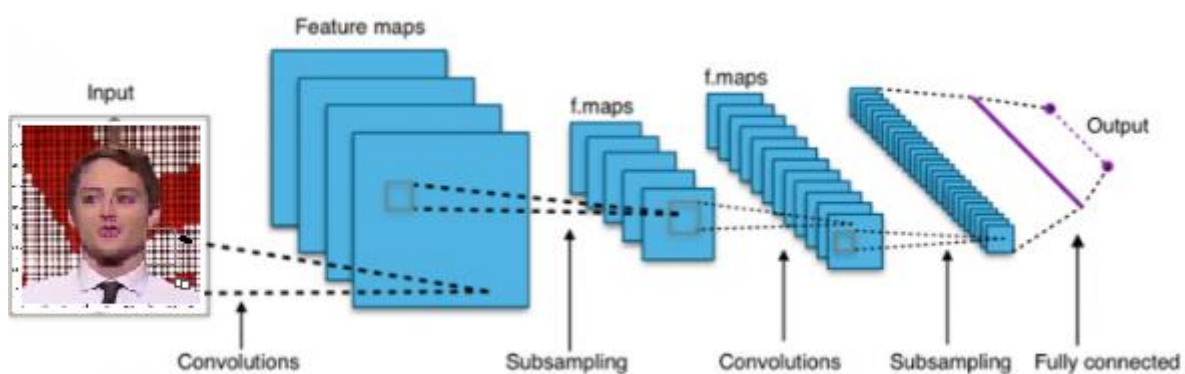 Feature maps
Input
f.maps
f.maps
Output
Convolutions
Subsampling
Convolutions
Subsampling
Fully connected